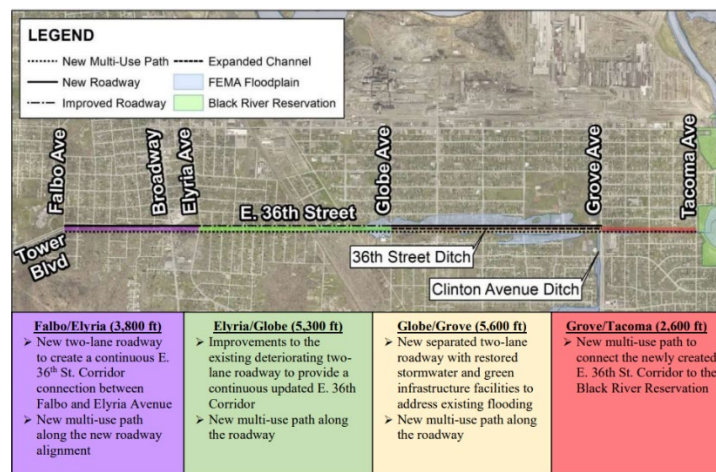 LEGEND
New Multi-Use Path
Expanded Channel
New Roadway
FEMA Floodplain
Improved Roadway
Black River Reservation
Falbo Ave
Broadway
Elyria Ave
Globe Ave
Grove Ave
Tacoma Ave
E. 36th Street
Tower
Blvd
36th Street Ditch
Clinton Avenue Ditch
Falbo/Elyria (3,800 ft)
➢ New two-lane roadway
to create a continuous E.
36th St. Corridor
connection between
Falbo and Elyria Avenue
➢ New multi-use path
along the new roadway
alignment
Elyria/Globe (5,300 ft)
➢ Improvements to the
existing deteriorating two-
lane roadway to provide a
continuous updated E. 36th
Corridor
➢ New multi-use path along
the roadway
Globe/Grove (5,600 ft)
➢ New separated two-lane
roadway with restored
stormwater and green
infrastructure facilities to
address existing flooding
➢ New multi-use path along
the roadway
Grove/Tacoma (2,600 ft)
➢ New multi-use path to
connect the newly created
E. 36th St. Corridor to the
Black River Reservation